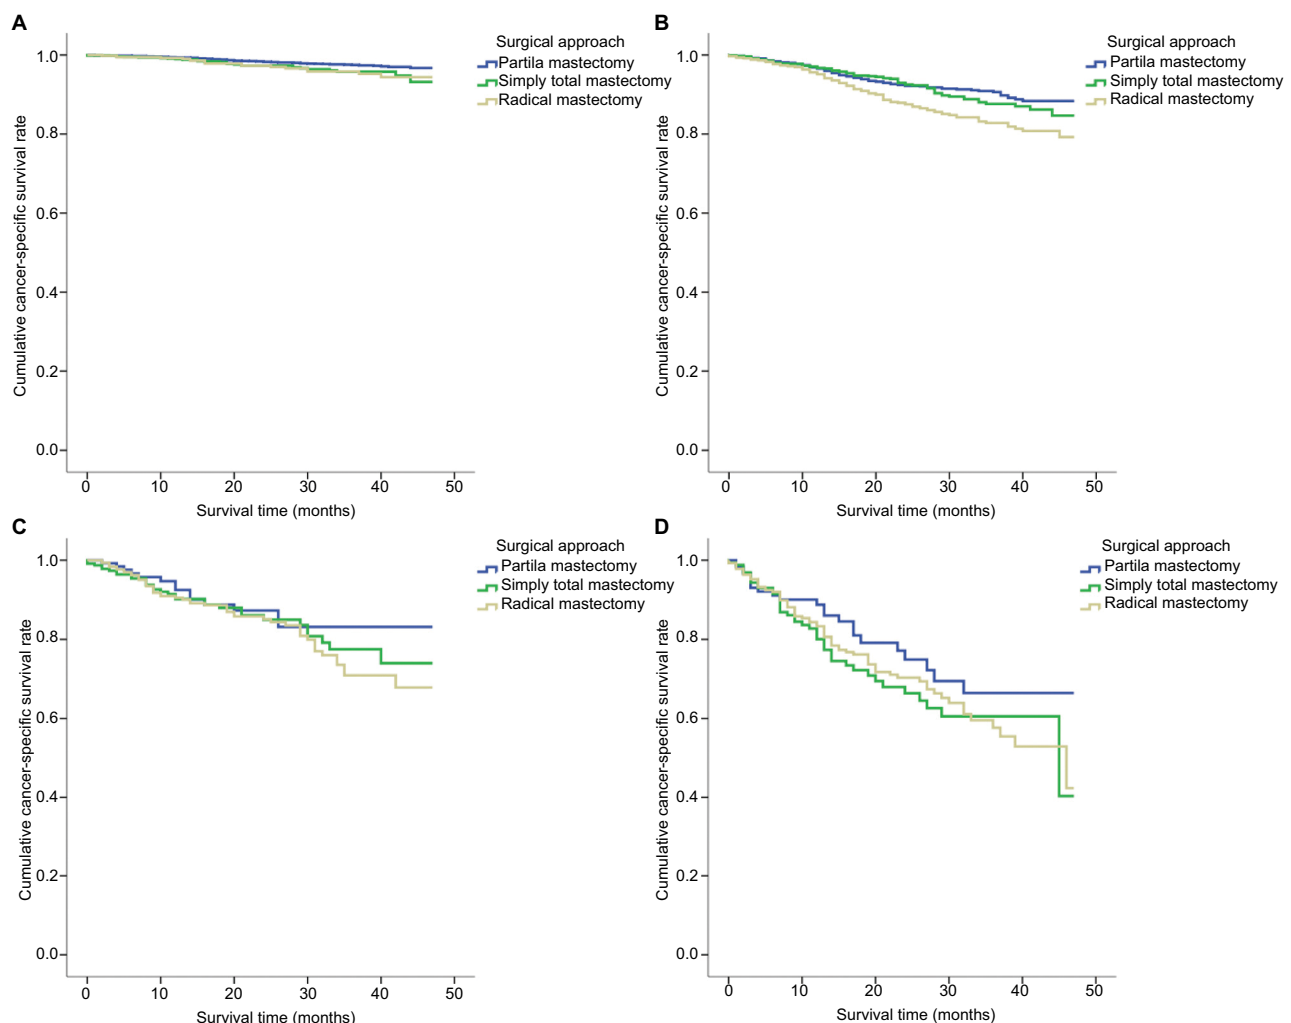 A
Cumulative cancer-specific survival rate
1.0
0.8
0.6
0.4
0.2
0.0
0 10 20 30 40 50
Survival time (months)
Surgical approach
Partila mastectomy
Simply total mastectomy
Radical mastectomy
B
Cumulative cancer-specific survival rate
1.0
0.8
0.6
0.4
0.2
0.0
0 10 20 30 40 50
Survival time (months)
Surgical approach
Partila mastectomy
Simply total mastectomy
Radical mastectomy
C
Cumulative cancer-specific survival rate
1.0
0.8
0.6
0.4
0.2
0.0
0 10 20 30 40 50
Survival time (months)
Surgical approach
Partila mastectomy
Simply total mastectomy
Radical mastectomy
D
Cumulative cancer-specific survival rate
1.0
0.8
0.6
0.4
0.2
0.0
0 10 20 30 40 50
Survival time (months)
Surgical approach
Partila mastectomy
Simply total mastectomy
Radical mastectomy